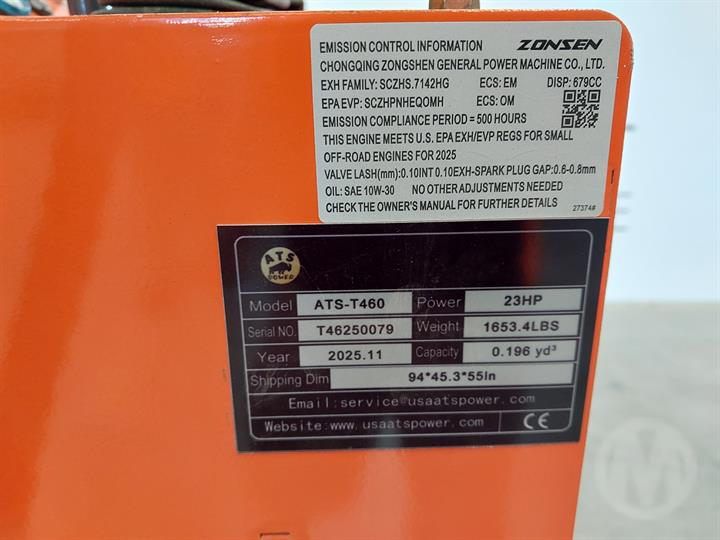 EMISSION CONTROL INFORMATION ZONSEN
CHONGQING ZONGSHEN GENERAL POWER MACHINE CO., LTD.
EXH FAMILY: SCZHS.7142HG ECS: EM DISP: 679CC
EPA EVP: SCZHPNHEQOMH ECS: OM
EMISSION COMPLIANCE PERIOD = 500 HOURS
THIS ENGINE MEETS U.S. EPA EXH/EVP REGS FOR SMALL
OFF-ROAD ENGINES FOR 2025
VALVE LASH(mm):0.10INT 0.10EXH-SPARK PLUG GAP:0.6-0.8mm
OIL: SAE 10W-30 NO OTHER ADJUSTMENTS NEEDED
CHECK THE OWNER'S MANUAL FOR FURTHER DETAILS 27374#
ATS
POWER
Model ATS-T460 Power 23HP
Serial NO. T46250079 Weight 1653.4LBS
Year 2025.11 Capacity 0.196 yd³
Shipping Dim 94*45.3*55in
Email:service@usaatspower.com
Website:www.usaatspower.com CE
M